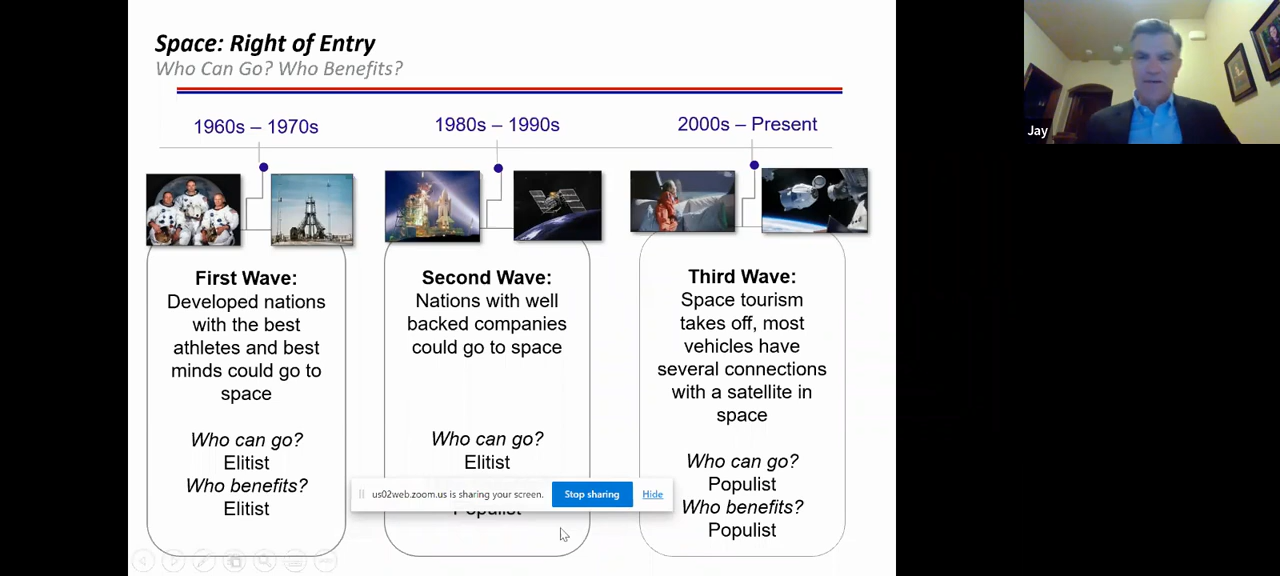 Space: Right of Entry
Who Can Go? Who Benefits?
1960s – 1970s
1980s – 1990s
2000s – Present
First Wave:
Developed nations
with the best
athletes and best
minds could go to
space
Who can go?
Elitist
Who benefits?
Elitist
Second Wave:
Nations with well
backed companies
could go to space
Who can go?
Elitist
us02web.zoom.us is sharing your screen.
Stop sharing
Hide
Populist
Third Wave:
Space tourism
takes off, most
vehicles have
several connections
with a satellite in
space
Who can go?
Populist
Who benefits?
Populist
Jay